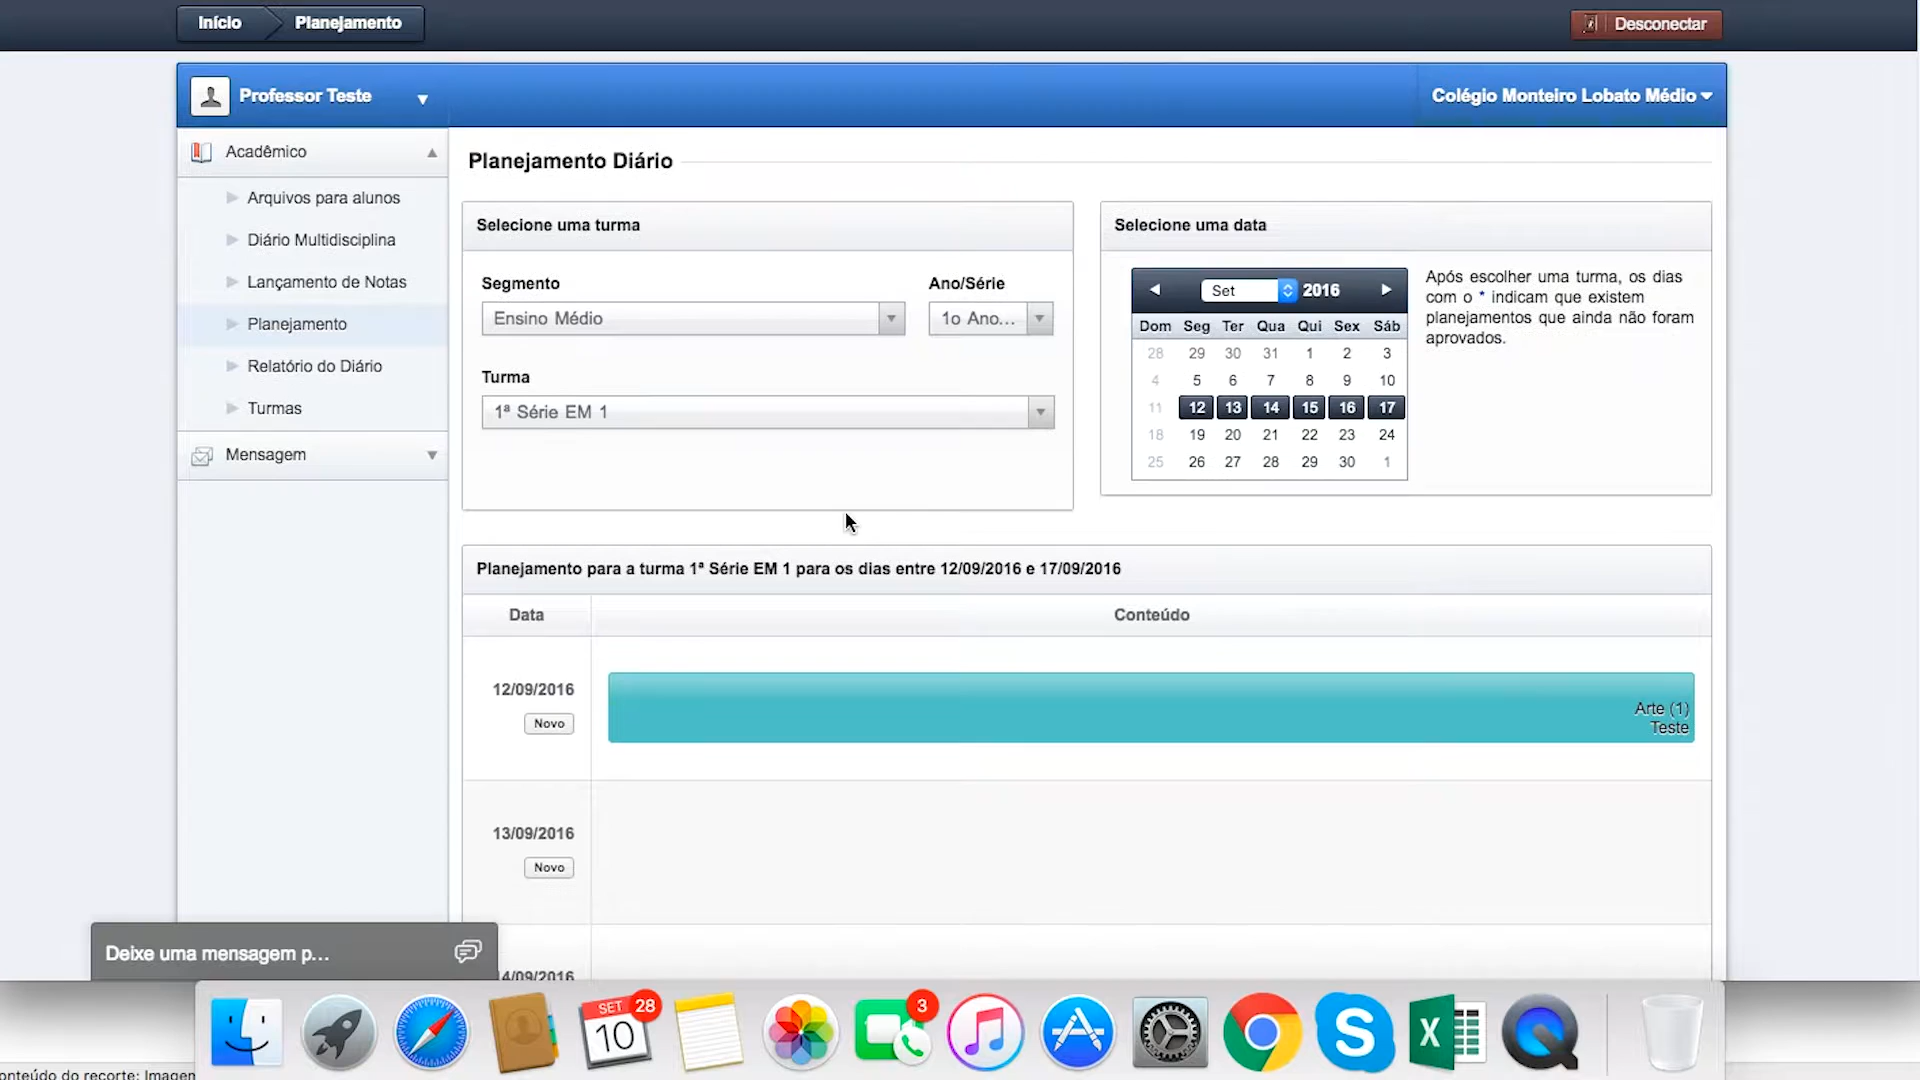 Início
Planejamento
Desconectar
Professor Teste
Colégio Monteiro Lobato Médio
Acadêmico
Arquivos para alunos
Diário Multidisciplina
Lançamento de Notas
Planejamento
Relatório do Diário
Turmas
Mensagem
Planejamento Diário
Selecione uma turma
Segmento
Ano/Série
Ensino Médio
1o Ano...
Turma
1ª Série EM 1
Selecione uma data
Set 2016
Dom Seg Ter Qua Qui Sex Sáb
28 29 30 31 1 2 3
4 5 6 7 8 9 10
11 12 13 14 15 16 17
18 19 20 21 22 23 24
25 26 27 28 29 30 1
Após escolher uma turma, os dias
com o * indicam que existem
planejamentos que ainda não foram
aprovados.
Planejamento para a turma 1ª Série EM 1 para os dias entre 12/09/2016 e 17/09/2016
Data
Conteúdo
12/09/2016
Novo
Arte (1)
Teste
13/09/2016
Novo
14/09/2016
Deixe uma mensagem p...
SET
28
10
3
S
X
onteúdo do recorte: Imagem